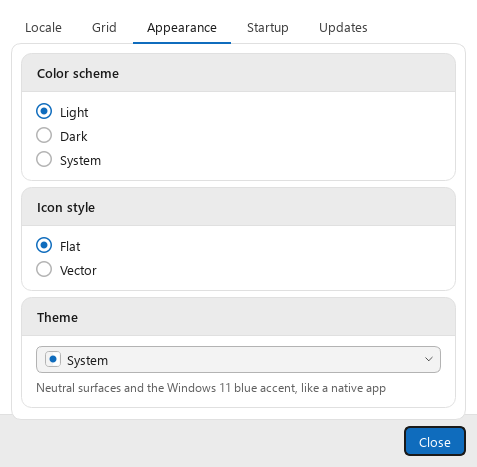 Locale Grid Appearance Startup Updates
Color scheme
Light
Dark
System
Icon style
Flat
Vector
Theme
System
Neutral surfaces and the Windows 11 blue accent, like a native app
Close